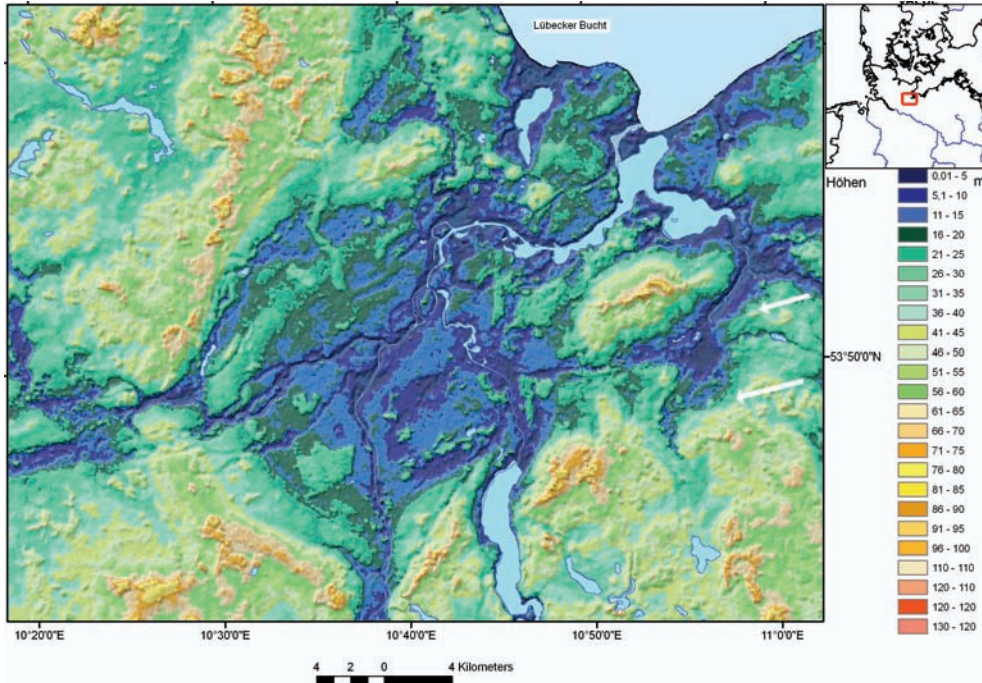 Lübecker Bucht
Höhen
m
0,01 - 5
5,1 - 10
11 - 15
16 - 20
21 - 25
26 - 30
31 - 35
36 - 40
41 - 45
46 - 50
51 - 55
56 - 60
61 - 65
66 - 70
71 - 75
76 - 80
81 - 85
86 - 90
91 - 95
96 - 100
110 - 110
120 - 110
120 - 120
130 - 120
53°50'0"N
10°20'0"E
10°30'0"E
10°40'0"E
10°50'0"E
11°0'0"E
4 2 0 4 Kilometers